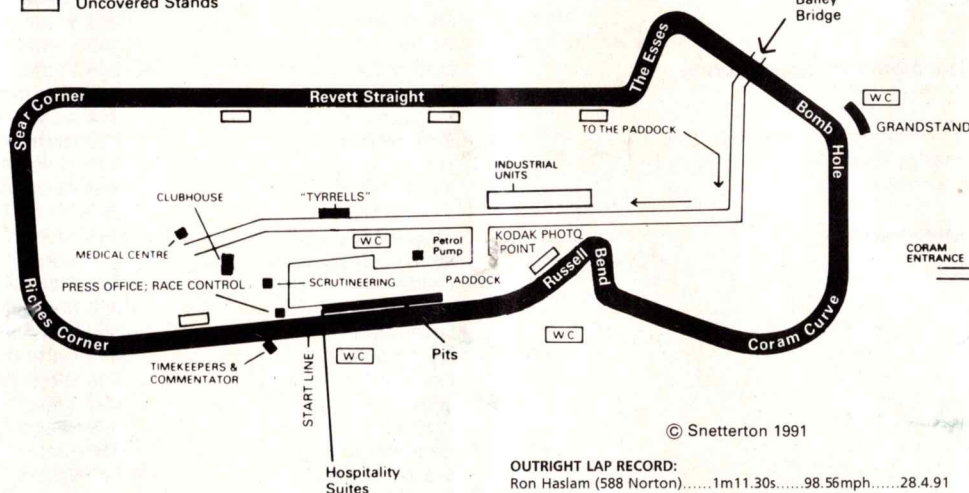 Uncovered Stands
Bailey
Bridge
The Esses
Sear Corner
Revett Straight
Bomb
Hole
WC
GRANDSTAND
TO THE PADDOCK
INDUSTRIAL
UNITS
CLUBHOUSE
"TYRRELLS"
MEDICAL CENTRE
WC
Petrol
Pump
KODAK PHOTO
POINT
Russell
Bend
CORAM
ENTRANCE
PRESS OFFICE; RACE CONTROL
SCRUTINEERING
PADDOCK
Riches Corner
Coram Curve
TIMEKEEPERS &
COMMENTATOR
START LINE
WC
Pits
WC
© Snetterton 1991
Hospitality
Suites
OUTRIGHT LAP RECORD:
Ron Haslam (588 Norton)......1m11.30s......98.56mph......28.4.91